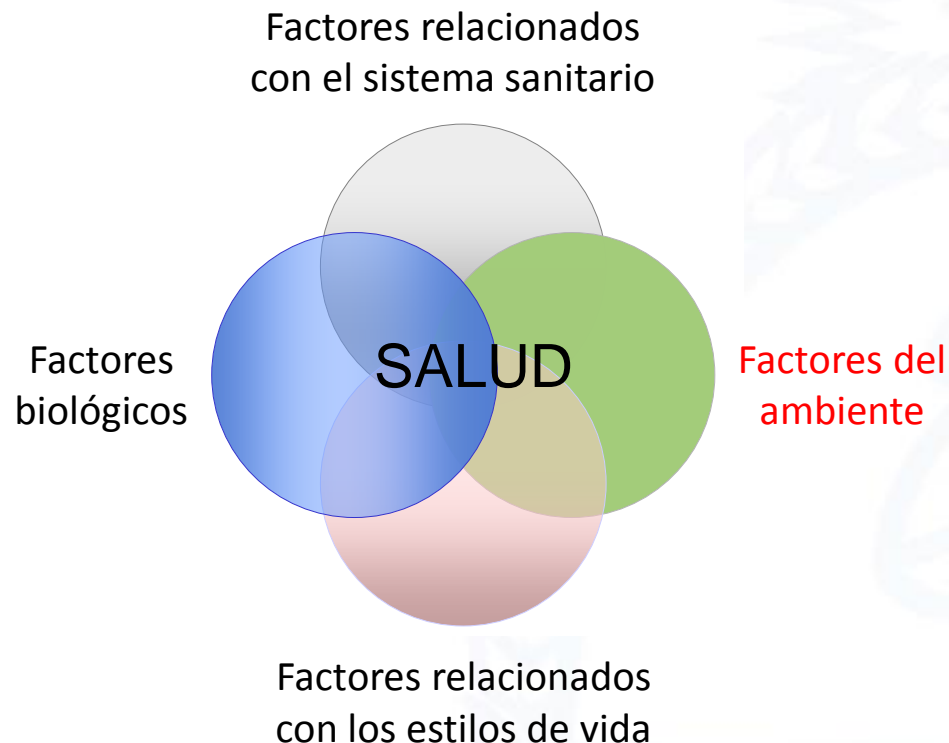 Factores relacionados
con el sistema sanitario
Factores
biológicos
SALUD
Factores del
ambiente
Factores relacionados
con los estilos de vida